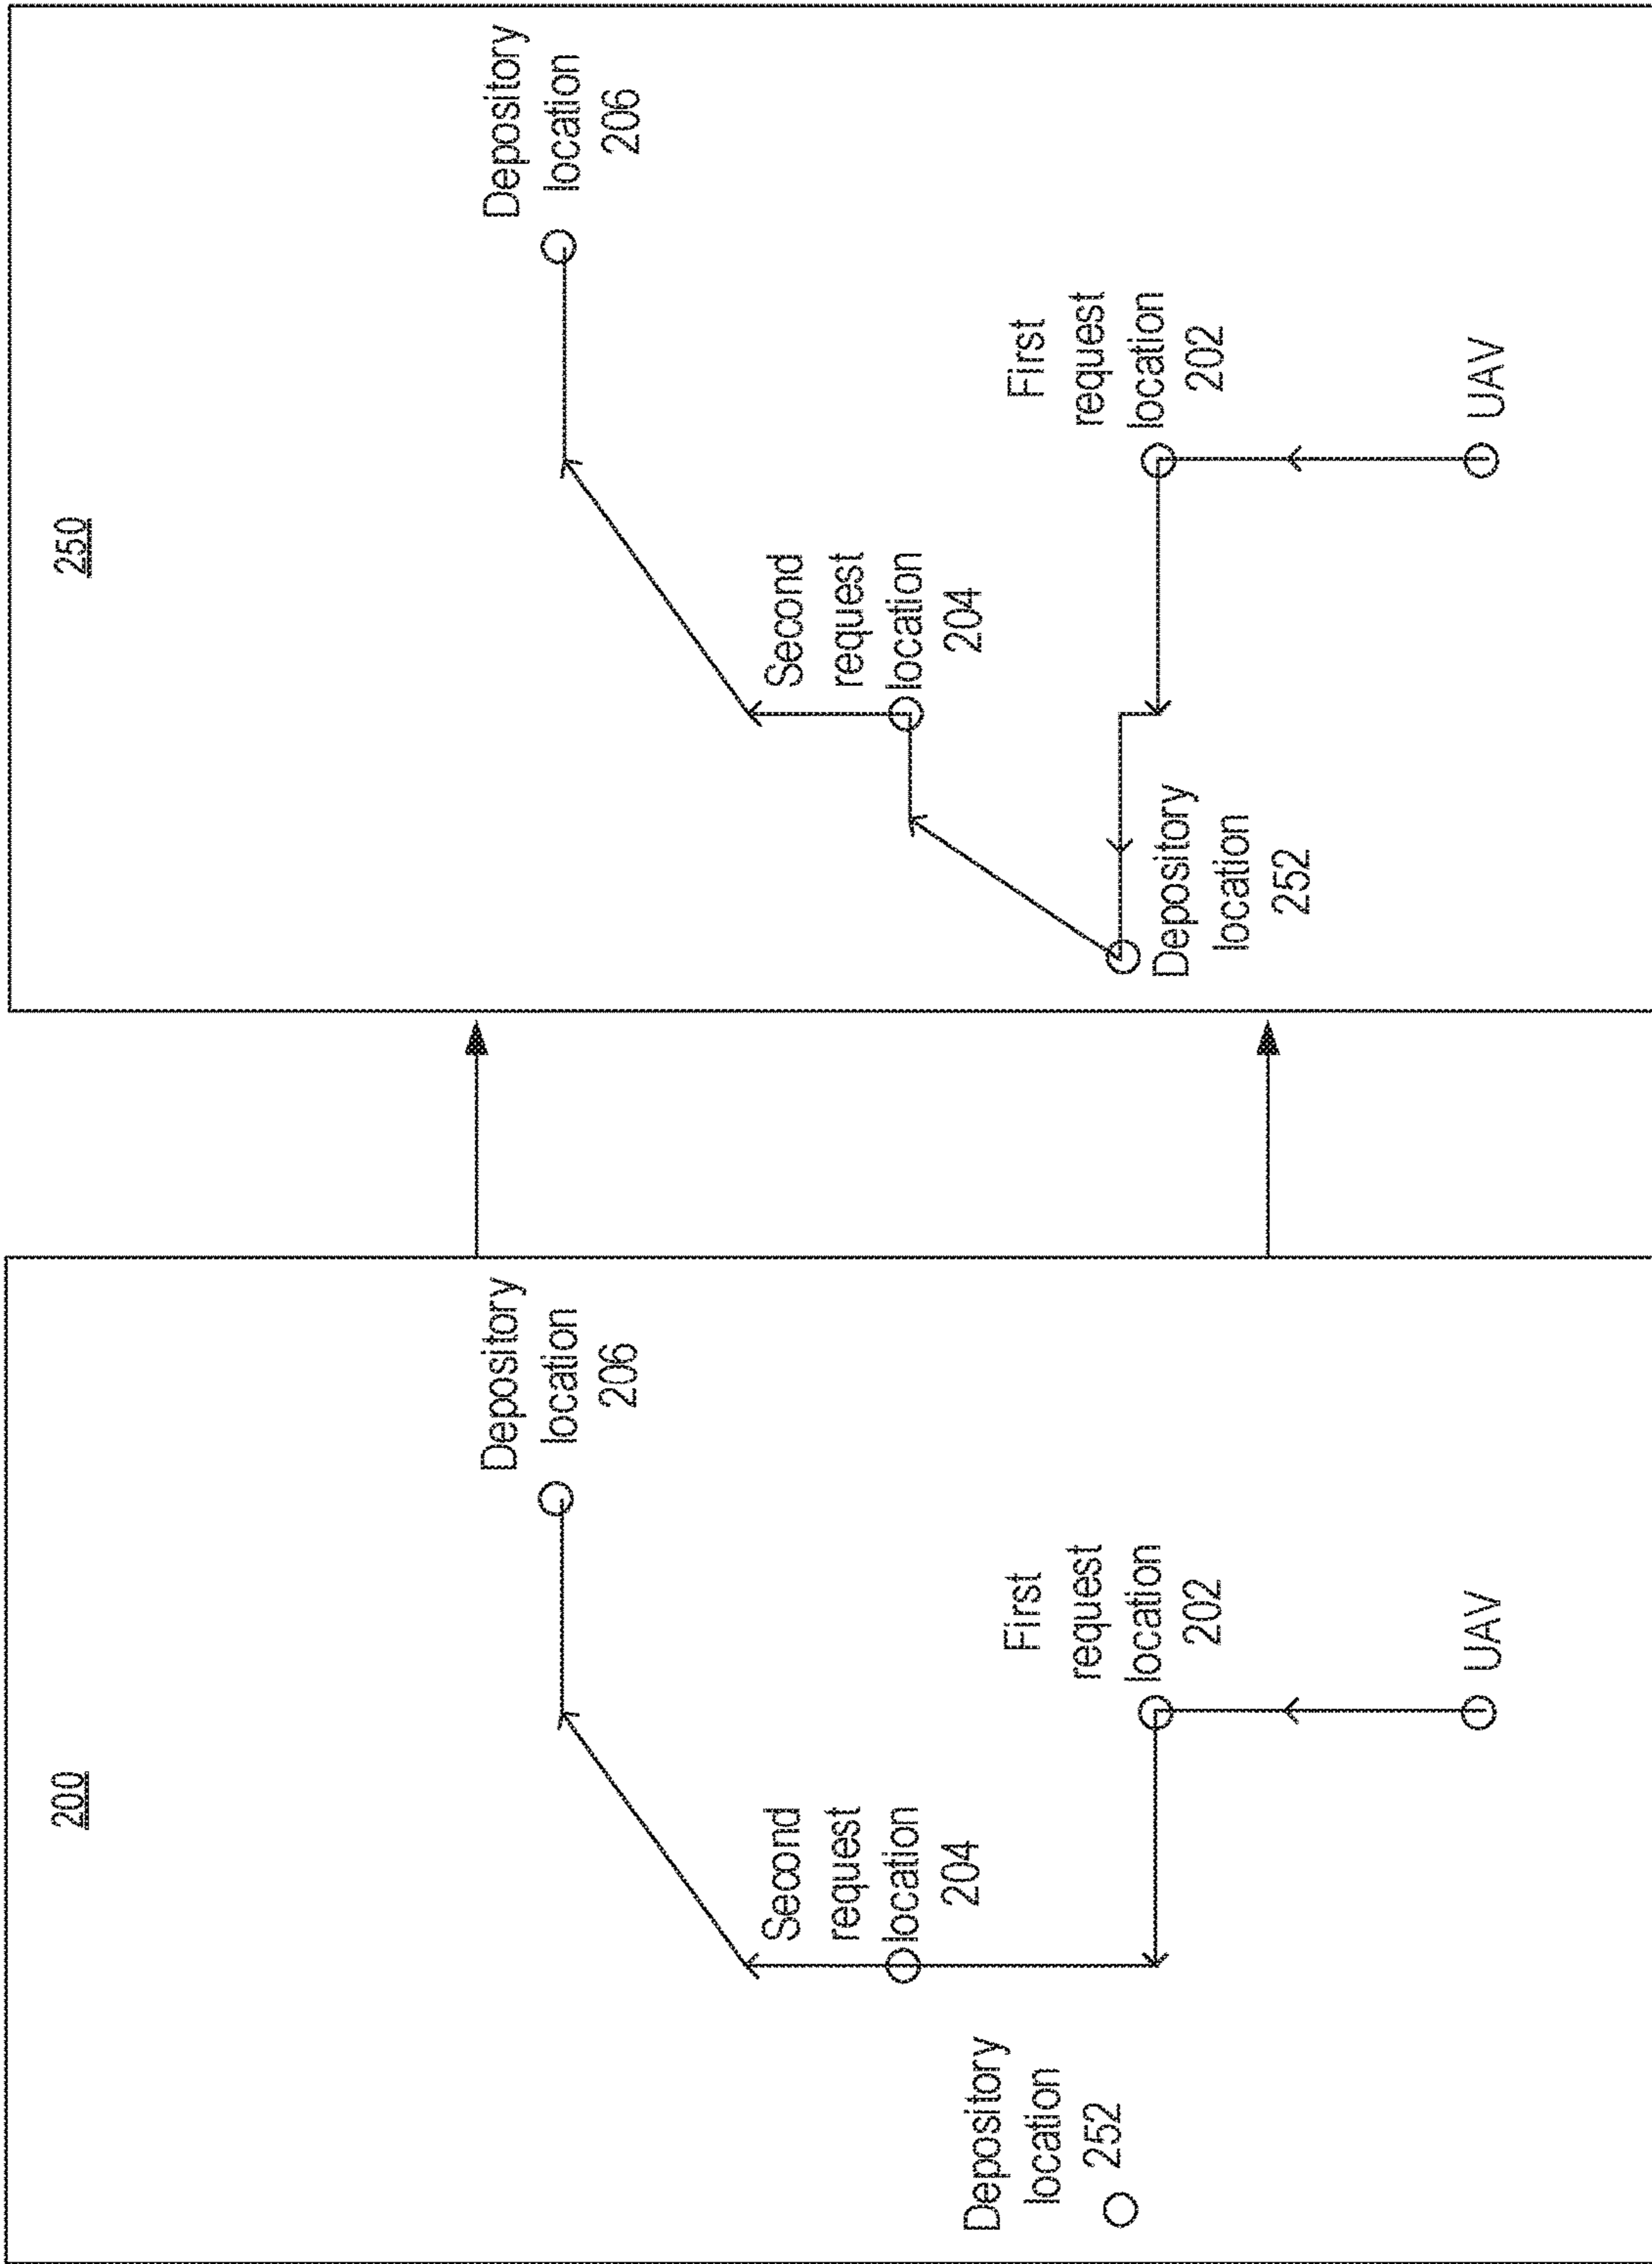 200
Depository
location
206
Second
request
location
204
First
request
location
202
Depository
location
252
UAV
250
Depository
location
206
Second
request
location
204
First
request
location
202
Depository
location
252
UAV